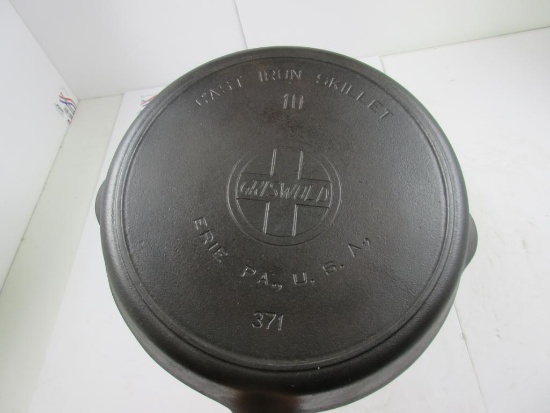 CAST IRON SKILLET
10
GRISWOLD
ERIE PA., U.S.A.,
371